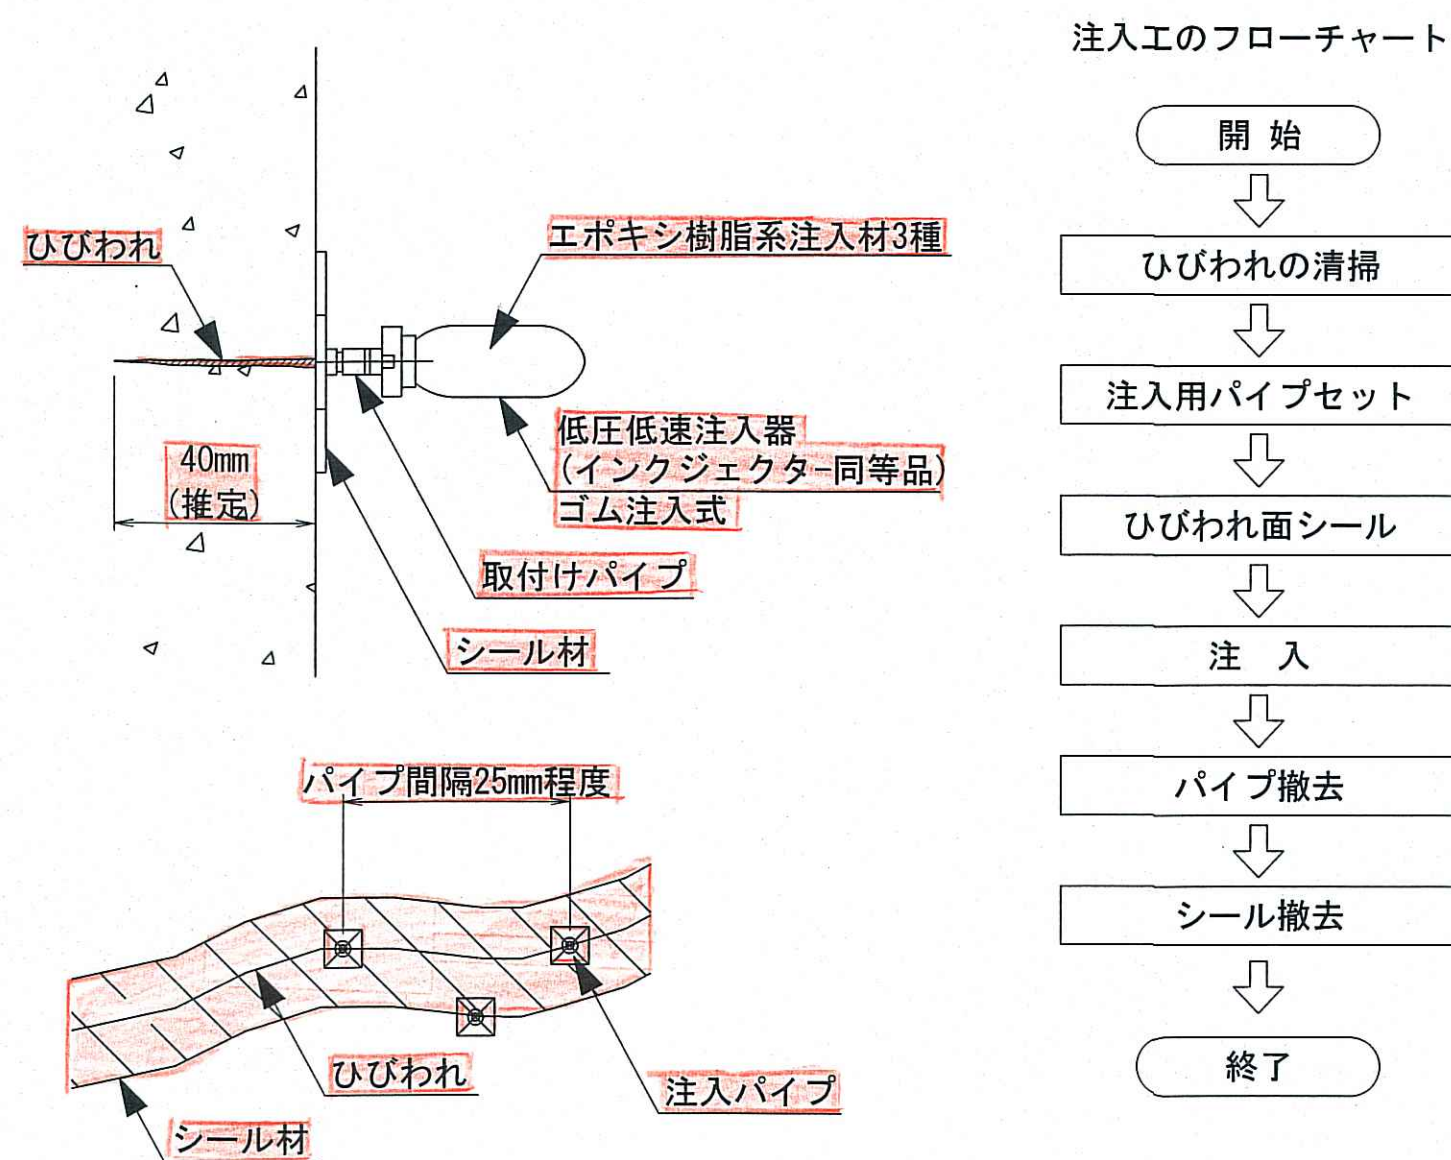 注入工のフローチャート
開 始
ひびわれの清掃
注入用パイプセット
ひびわれ面シール
注 入
パイプ撤去
シール撤去
終了
ひびわれ
エポキシ樹脂系注入材3種
低圧低速注入器
(インクジェクター同等品)
ゴム注入式
40mm
(推定)
取付けパイプ
シール材
パイプ間隔25mm程度
ひびわれ
注入パイプ
シール材